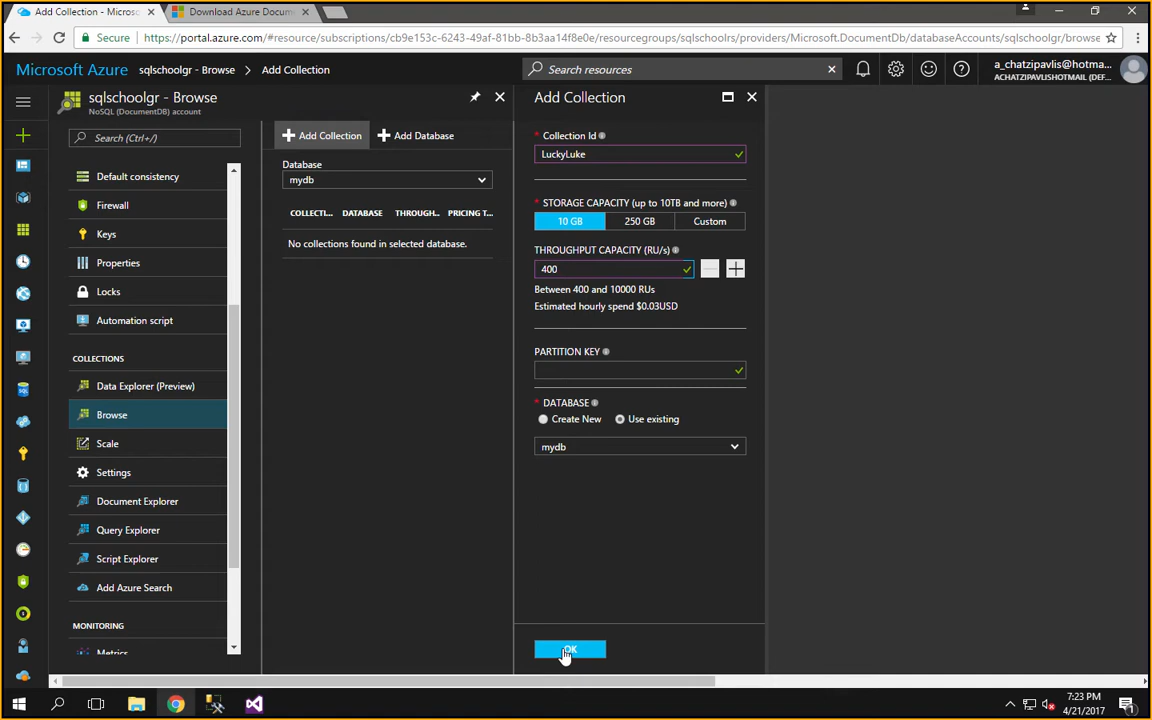 Add Collection - Microso
Download Azure Docum
Secure
https://portal.azure.com/#resource/subscriptions/cb9e153c-6243-49af-81bb-8b3aa14f8e0e/resourcegroups/sqlschoolrs/providers/Microsoft.DocumentDb/databaseAccounts/sqlschoolgr/browse
Microsoft Azure
sqlschoolgr - Browse > Add Collection
Search resources
a_chatzipavlis@hotma...
ACHATZIPAVLISHOTMAIL (DEF...
sqlschoolgr - Browse
NoSQL (DocumentDB) account
Search (Ctrl+/)
Default consistency
Firewall
Keys
Properties
Locks
Automation script
COLLECTIONS
Data Explorer (Preview)
Browse
Scale
Settings
Document Explorer
Query Explorer
Script Explorer
Add Azure Search
MONITORING
Metrics
Add Collection
Add Database
Database
mydb
COLLECTI... DATABASE THROUGH... PRICING T...
No collections found in selected database.
Add Collection
* Collection Id
LuckyLuke
* STORAGE CAPACITY (up to 10TB and more)
10 GB 250 GB Custom
THROUGHPUT CAPACITY (RU/s)
400
Between 400 and 10000 RUs
Estimated hourly spend $0.03USD
PARTITION KEY
* DATABASE
Create New Use existing
mydb
OK
7:23 PM
4/21/2017
1